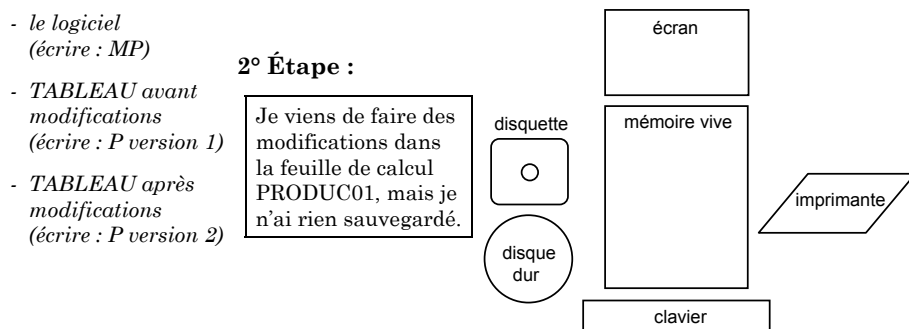 - le logiciel
(écrire : MP)
- TABLEAU avant
modifications
(écrire : P version 1)
- TABLEAU après
modifications
(écrire : P version 2)
2° Étape :
Je viens de faire des
modifications dans
la feuille de calcul
PRODUC01, mais je
n'ai rien sauvegardé.
écran
disquette
mémoire vive
imprimante
disque
dur
clavier